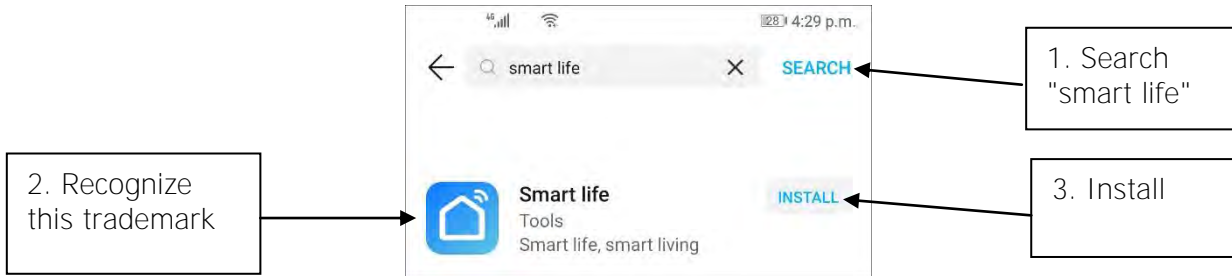 4G 28 4:29 p.m.
smart life SEARCH
1. Search
"smart life"
2. Recognize
this trademark
Smart life
Tools
Smart life, smart living
INSTALL
3. Install